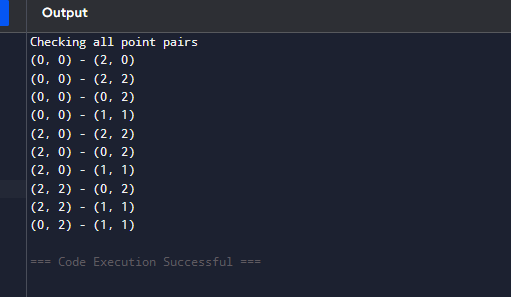 Output
Checking all point pairs
(0, 0) - (2, 0)
(0, 0) - (2, 2)
(0, 0) - (0, 2)
(0, 0) - (1, 1)
(2, 0) - (2, 2)
(2, 0) - (0, 2)
(2, 0) - (1, 1)
(2, 2) - (0, 2)
(2, 2) - (1, 1)
(0, 2) - (1, 1)
=== Code Execution Successful ===